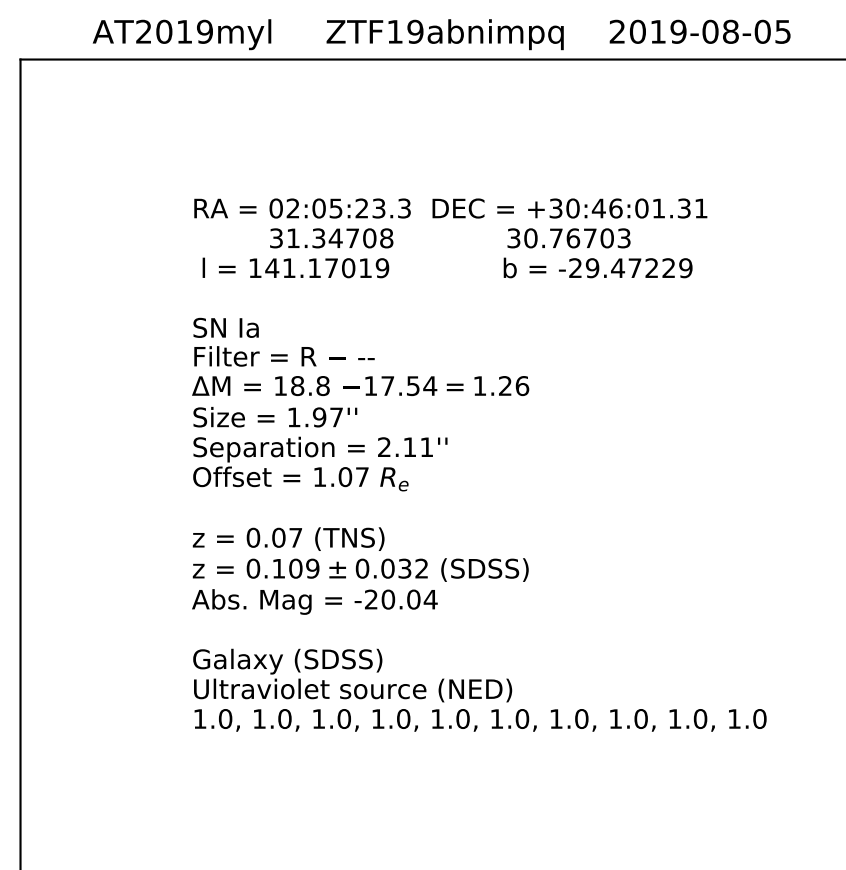 AT2019myl ZTF19abnimpq 2019-08-05
RA = 02:05:23.3 DEC = +30:46:01.31
31.34708 30.76703
l = 141.17019 b = -29.47229
SN Ia
Filter = R − --
ΔM = 18.8 −17.54 = 1.26
Size = 1.97''
Separation = 2.11''
Offset = 1.07 Re
z = 0.07 (TNS)
z = 0.109 ± 0.032 (SDSS)
Abs. Mag = -20.04
Galaxy (SDSS)
Ultraviolet source (NED)
1.0, 1.0, 1.0, 1.0, 1.0, 1.0, 1.0, 1.0, 1.0, 1.0